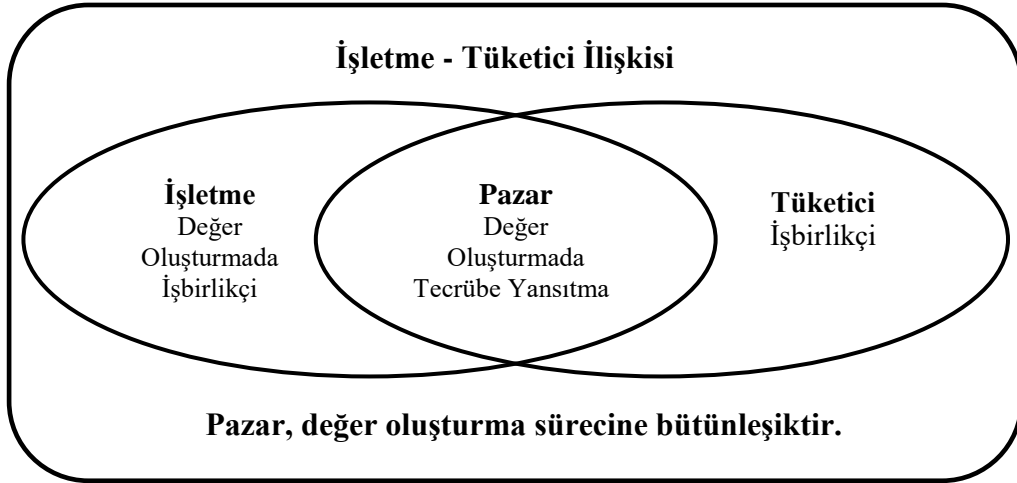 İşletme - Tüketici İlişkisi
İşletme
Değer
Oluşturmada
İşbirlikçi
Pazar
Değer
Oluşturmada
Tecrübe Yansıtma
Tüketici
İşbirlikçi
Pazar, değer oluşturma sürecine bütünleşiktir.